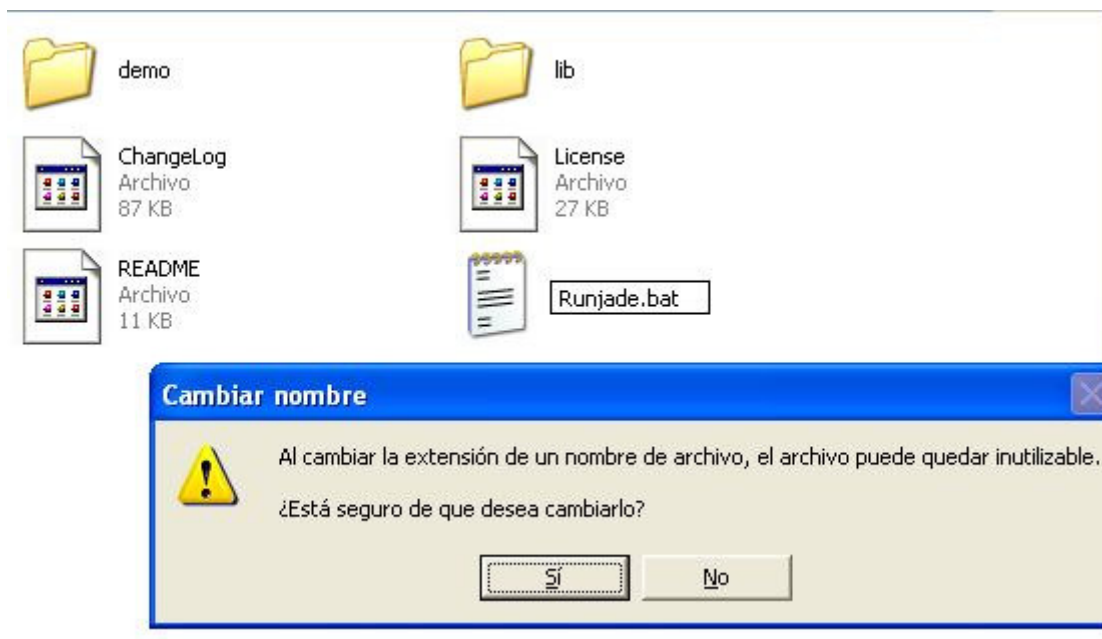 demo
lib
ChangeLog
Archivo
87 KB
License
Archivo
27 KB
README
Archivo
11 KB
Runjade.bat
Cambiar nombre
Al cambiar la extensión de un nombre de archivo, el archivo puede quedar inutilizable.
¿Está seguro de que desea cambiarlo?
Sí
No